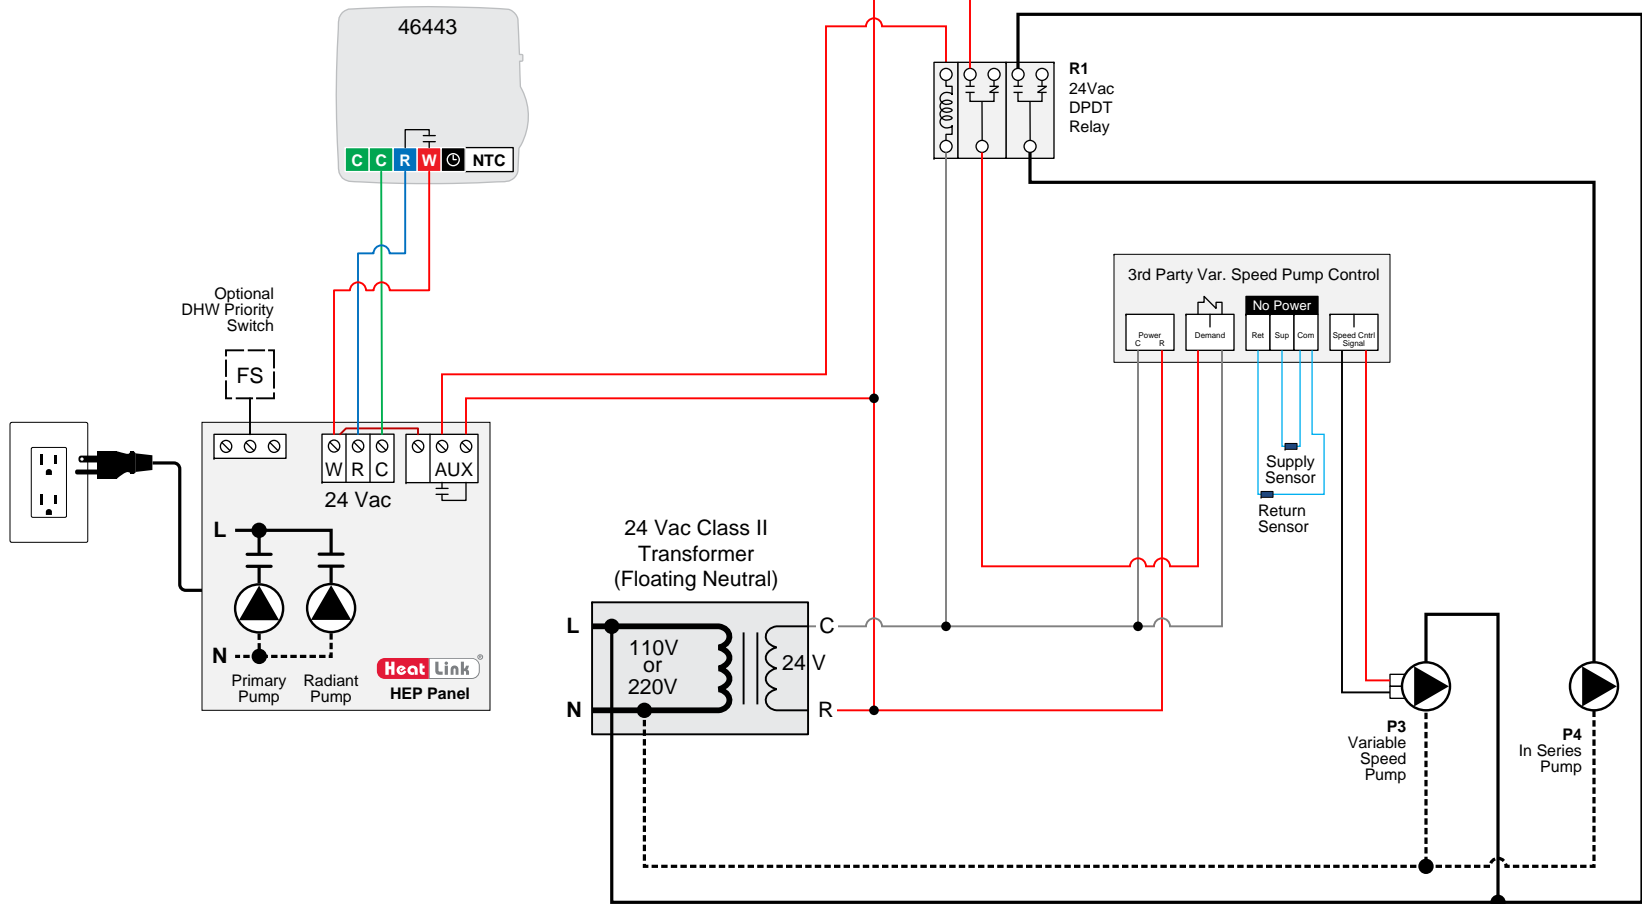 46443
C C R W NTC
R1
24Vac
DPDT
Relay
Optional
DHW Priority
Switch
FS
W R C AUX
24 Vac
L
N
Primary
Pump
Radiant
Pump
Heat Link®
HEP Panel
3rd Party Var. Speed Pump Control
No Power
Power
C R
Demand
Ret Sup Com
Speed Cntrl
Signal
Supply
Sensor
Return
Sensor
24 Vac Class II
Transformer
(Floating Neutral)
L
N
110V
or
220V
24 V
C
R
P3
Variable
Speed
Pump
P4
In Series
Pump